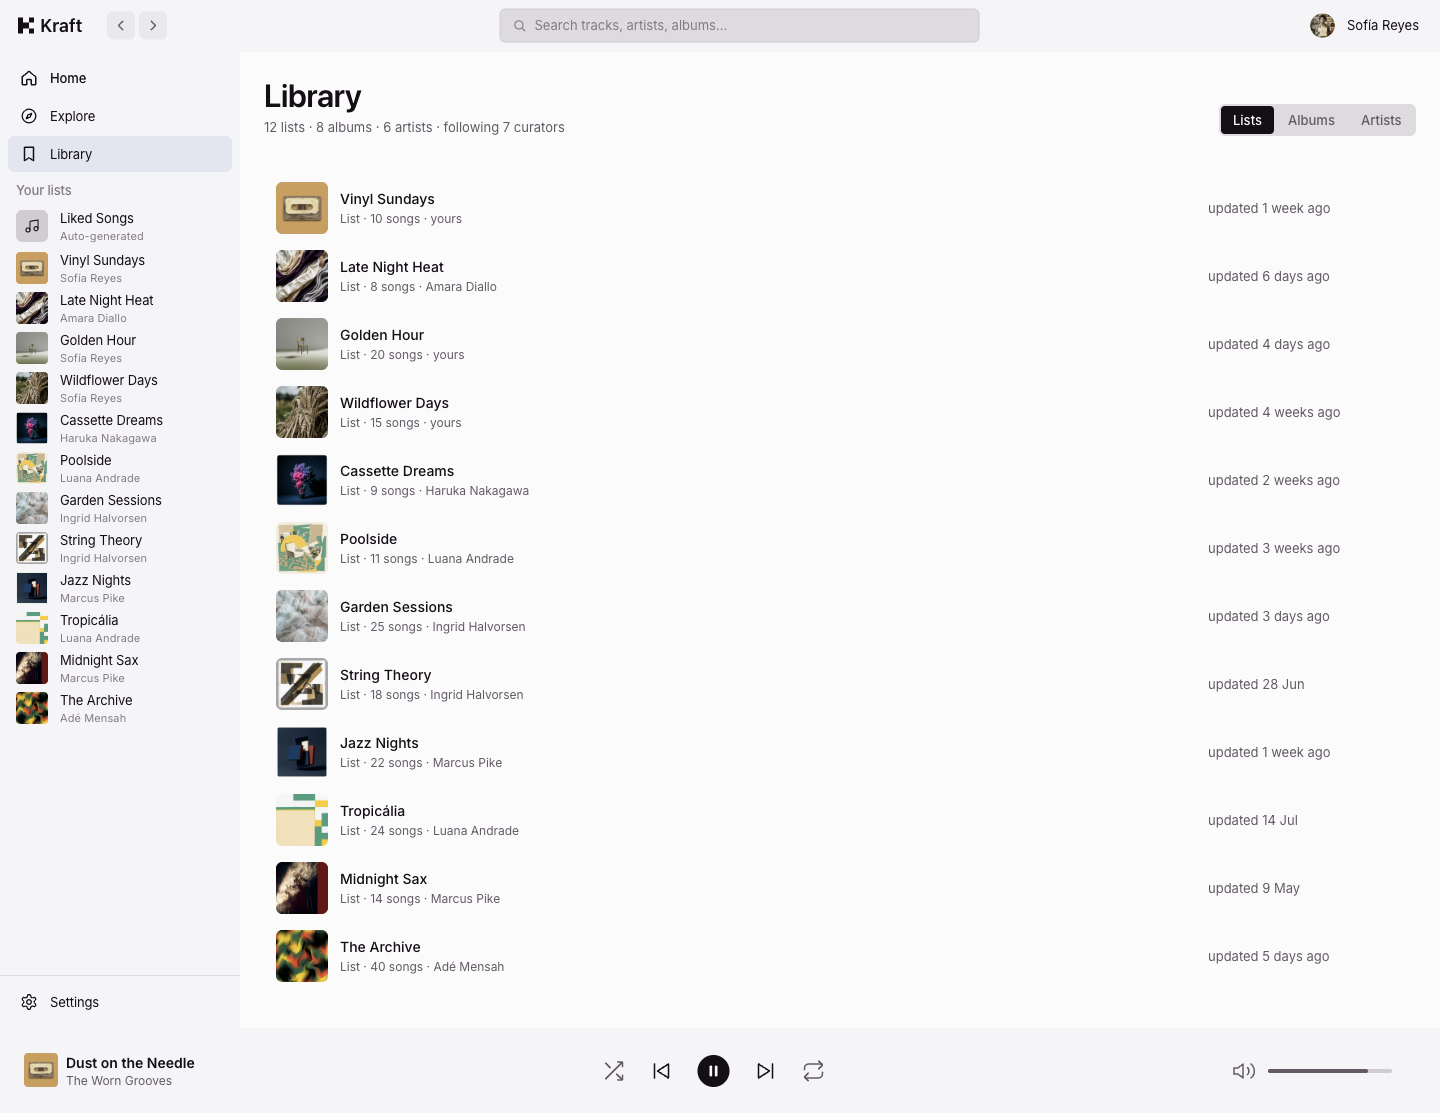 Kraft
Search tracks, artists, albums...
Sofía Reyes
Home
Explore
Library
Your lists
Liked Songs
Auto-generated
Vinyl Sundays
Sofía Reyes
Late Night Heat
Amara Diallo
Golden Hour
Sofía Reyes
Wildflower Days
Sofía Reyes
Cassette Dreams
Haruka Nakagawa
Poolside
Luana Andrade
Garden Sessions
Ingrid Halvorsen
String Theory
Ingrid Halvorsen
Jazz Nights
Marcus Pike
Tropicália
Luana Andrade
Midnight Sax
Marcus Pike
The Archive
Adé Mensah
Settings
Library
12 lists · 8 albums · 6 artists · following 7 curators
Lists Albums Artists
Vinyl Sundays
List · 10 songs · yours
updated 1 week ago
Late Night Heat
List · 8 songs · Amara Diallo
updated 6 days ago
Golden Hour
List · 20 songs · yours
updated 4 days ago
Wildflower Days
List · 15 songs · yours
updated 4 weeks ago
Cassette Dreams
List · 9 songs · Haruka Nakagawa
updated 2 weeks ago
Poolside
List · 11 songs · Luana Andrade
updated 3 weeks ago
Garden Sessions
List · 25 songs · Ingrid Halvorsen
updated 3 days ago
String Theory
List · 18 songs · Ingrid Halvorsen
updated 28 Jun
Jazz Nights
List · 22 songs · Marcus Pike
updated 1 week ago
Tropicália
List · 24 songs · Luana Andrade
updated 14 Jul
Midnight Sax
List · 14 songs · Marcus Pike
updated 9 May
The Archive
List · 40 songs · Adé Mensah
updated 5 days ago
Dust on the Needle
The Worn Grooves